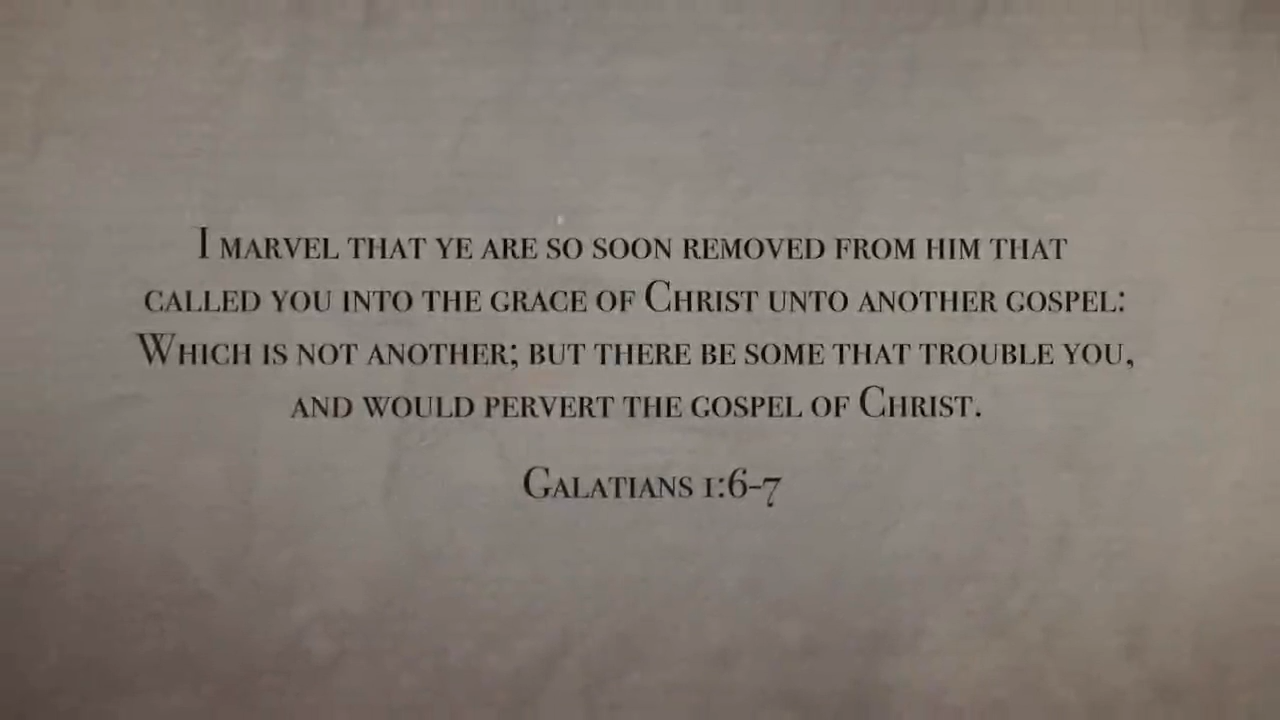 I marvel that ye are so soon removed from him that
called you into the grace of Christ unto another gospel:
Which is not another; but there be some that trouble you,
and would pervert the gospel of Christ.
Galatians 1:6-7